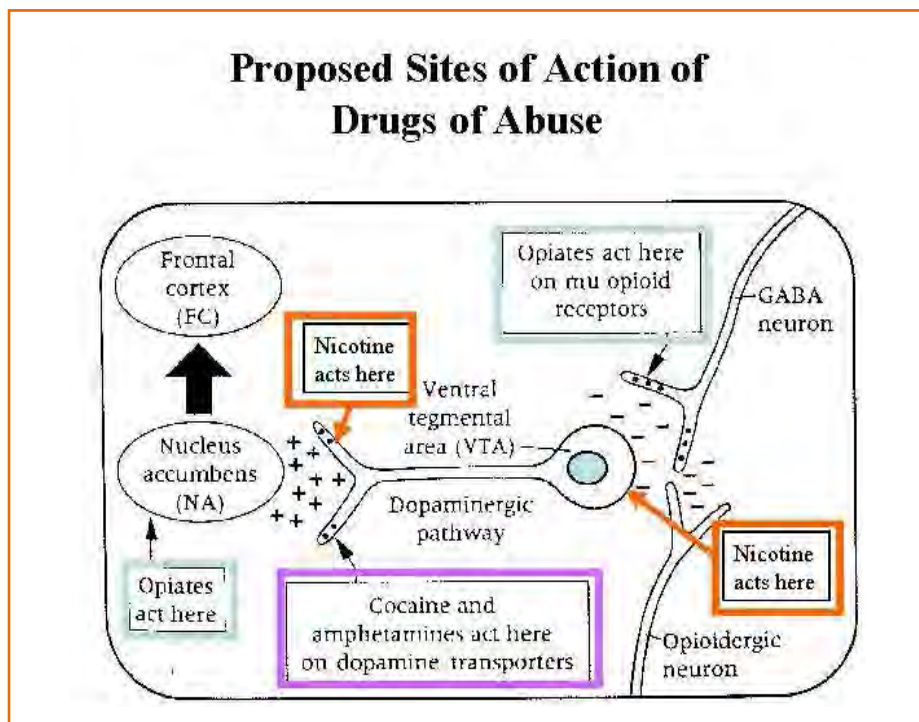 Proposed Sites of Action of
Drugs of Abuse
Frontal
cortex
(FC)
Opiates act here
on mu opioid
receptors
GABA
neuron
Nicotine
acts here
Ventral
tegmental
area (VTA)
Nucleus
accumbens
(NA)
Dopaminergic
pathway
Nicotine
acts here
Opiates
act here
Cocaine and
amphetamines act here
on dopamine transporters
Opioidergic
neuron